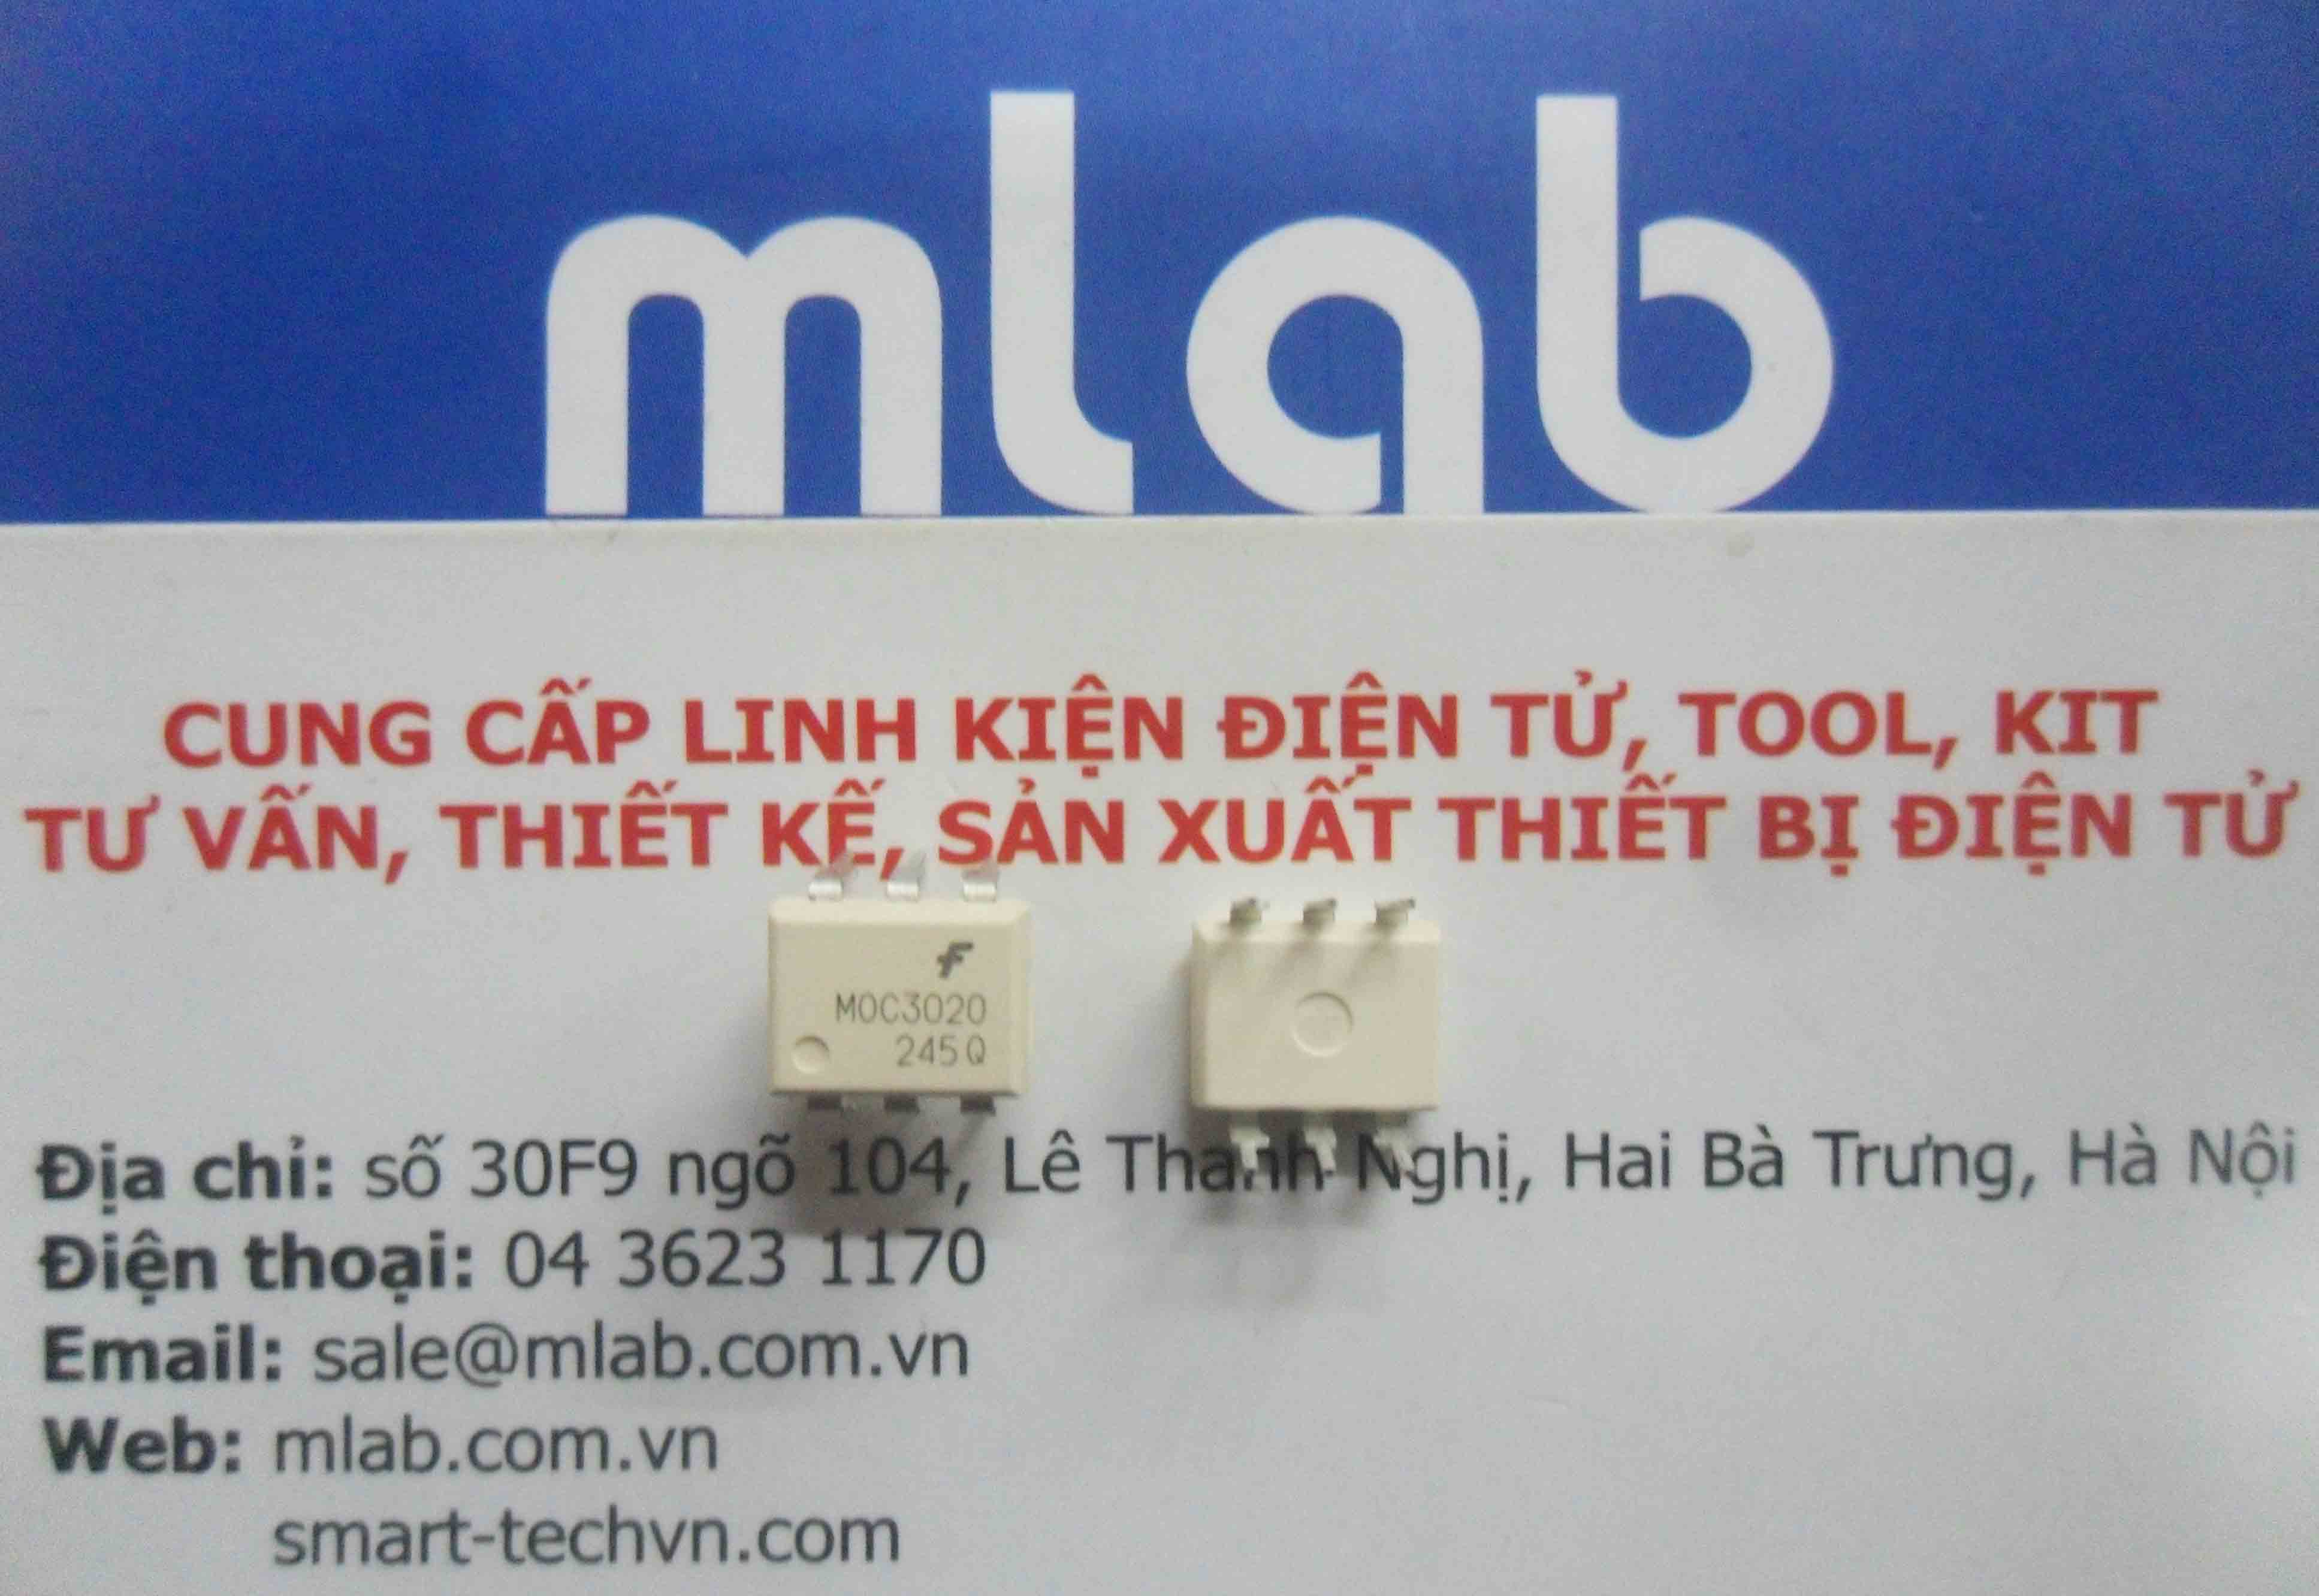 mlab
CUNG CẤP LINH KIỆN ĐIỆN TỬ, TOOL, KIT
TƯ VẤN, THIẾT KẾ, SẢN XUẤT THIẾT BỊ ĐIỆN TỬ
F
MOC3020
245Q
Địa chỉ: số 30F9 ngõ 104, Lê Thanh Nghị, Hai Bà Trưng, Hà Nội
Điện thoại: 04 3623 1170
Email: sale@mlab.com.vn
Web: mlab.com.vn
smart-techvn.com